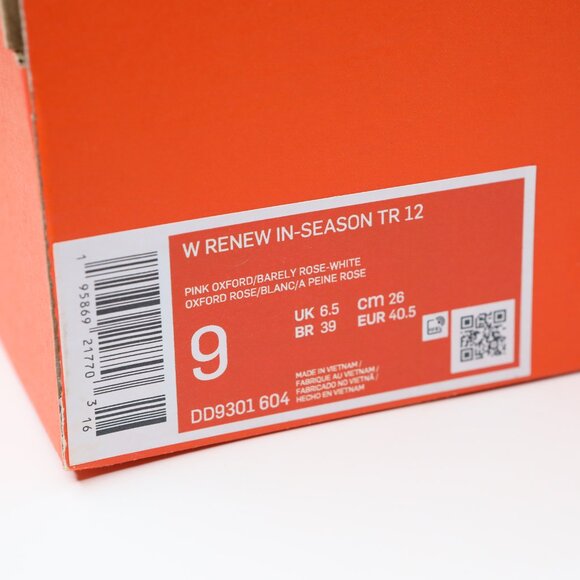 W RENEW IN-SEASON TR 12
PINK OXFORD/BARELY ROSE-WHITE
OXFORD ROSE/BLANC/A PEINE ROSE
9
UK 6.5 cm 26
BR 39 EUR 40.5
DD9301 604
MADE IN VIETNAM /
FABRIQUE AU VIETNAM /
FABRICADO NO VIETNÃ /
HECHO EN VIETNAM
1 95869 21770 3 16